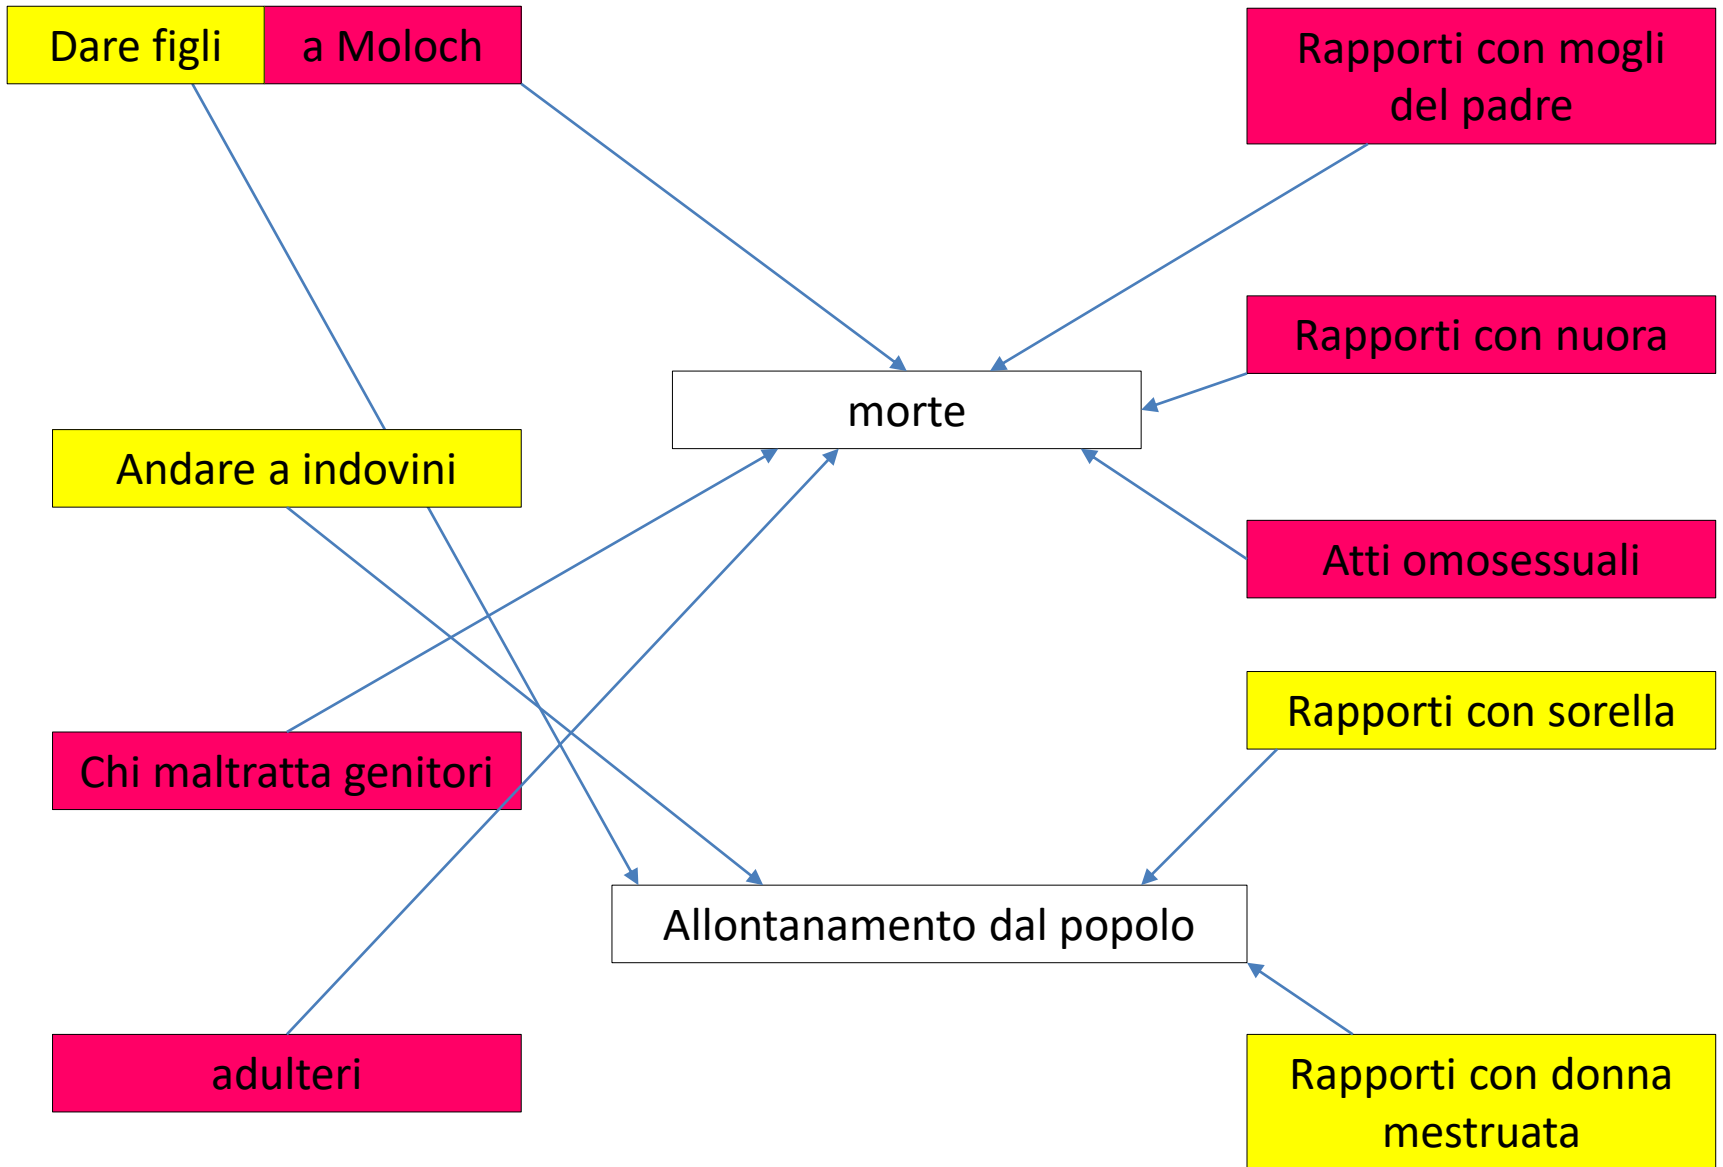 Dare figli
a Moloch
Rapporti con mogli
del padre
Rapporti con nuora
morte
Andare a indovini
Atti omosessuali
Rapporti con sorella
Chi maltratta genitori
Allontanamento dal popolo
adulteri
Rapporti con donna
mestruata